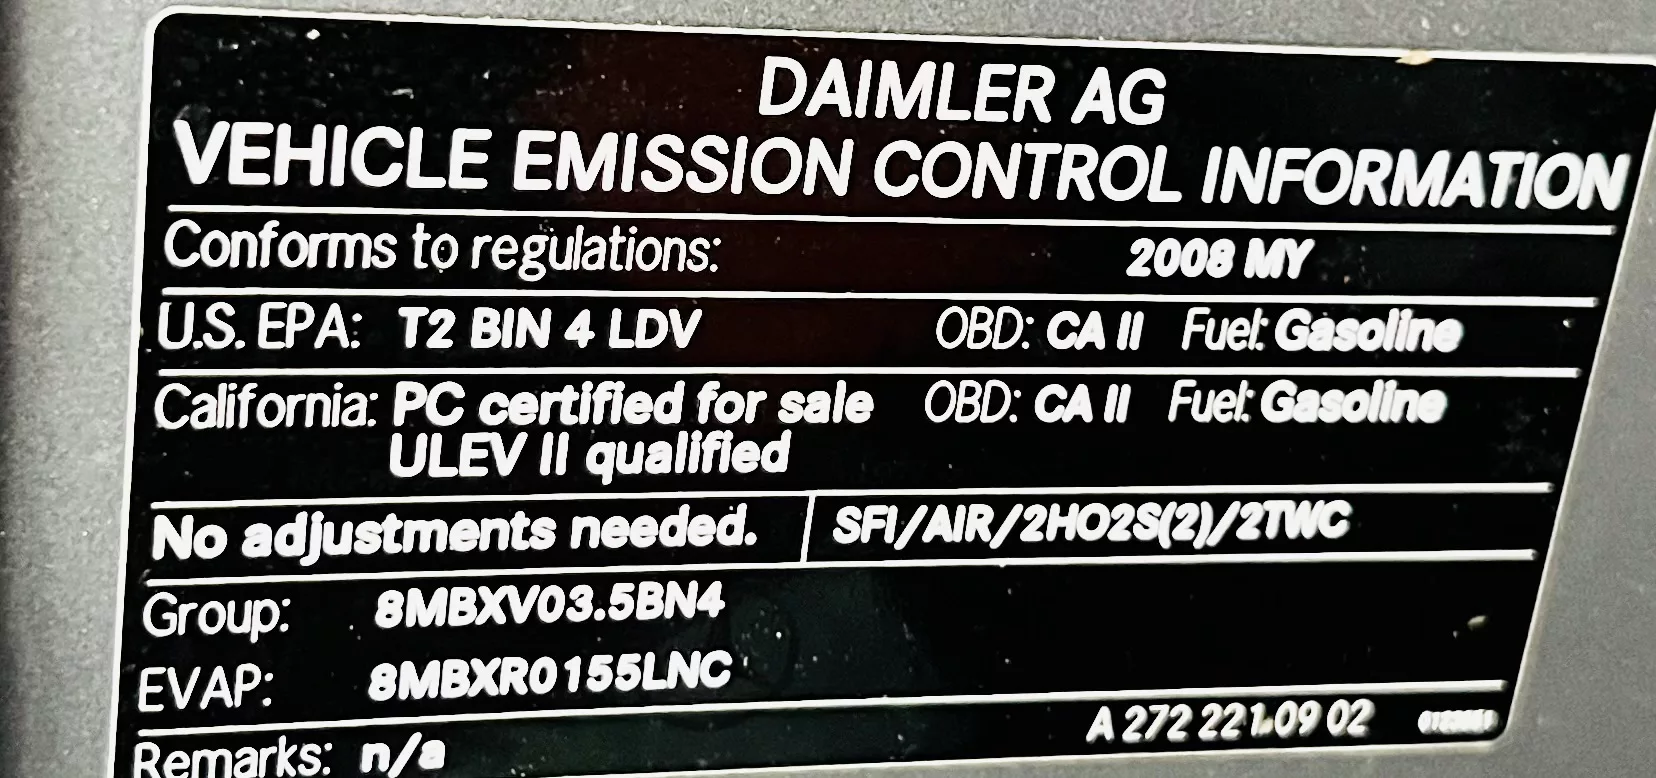 DAIMLER AG
VEHICLE EMISSION CONTROL INFORMATION
Conforms to regulations: 2008 MY
U.S. EPA: T2 BIN 4 LDV OBD: CA II Fuel: Gasoline
California: PC certified for sale OBD: CA II Fuel: Gasoline
ULEV II qualified
No adjustments needed. SFI/AIR/2HO2S(2)/2TWC
Group: 8MBXV03.5BN4
EVAP: 8MBXR0155LNC
A 272 221 09 02
Remarks: n/a